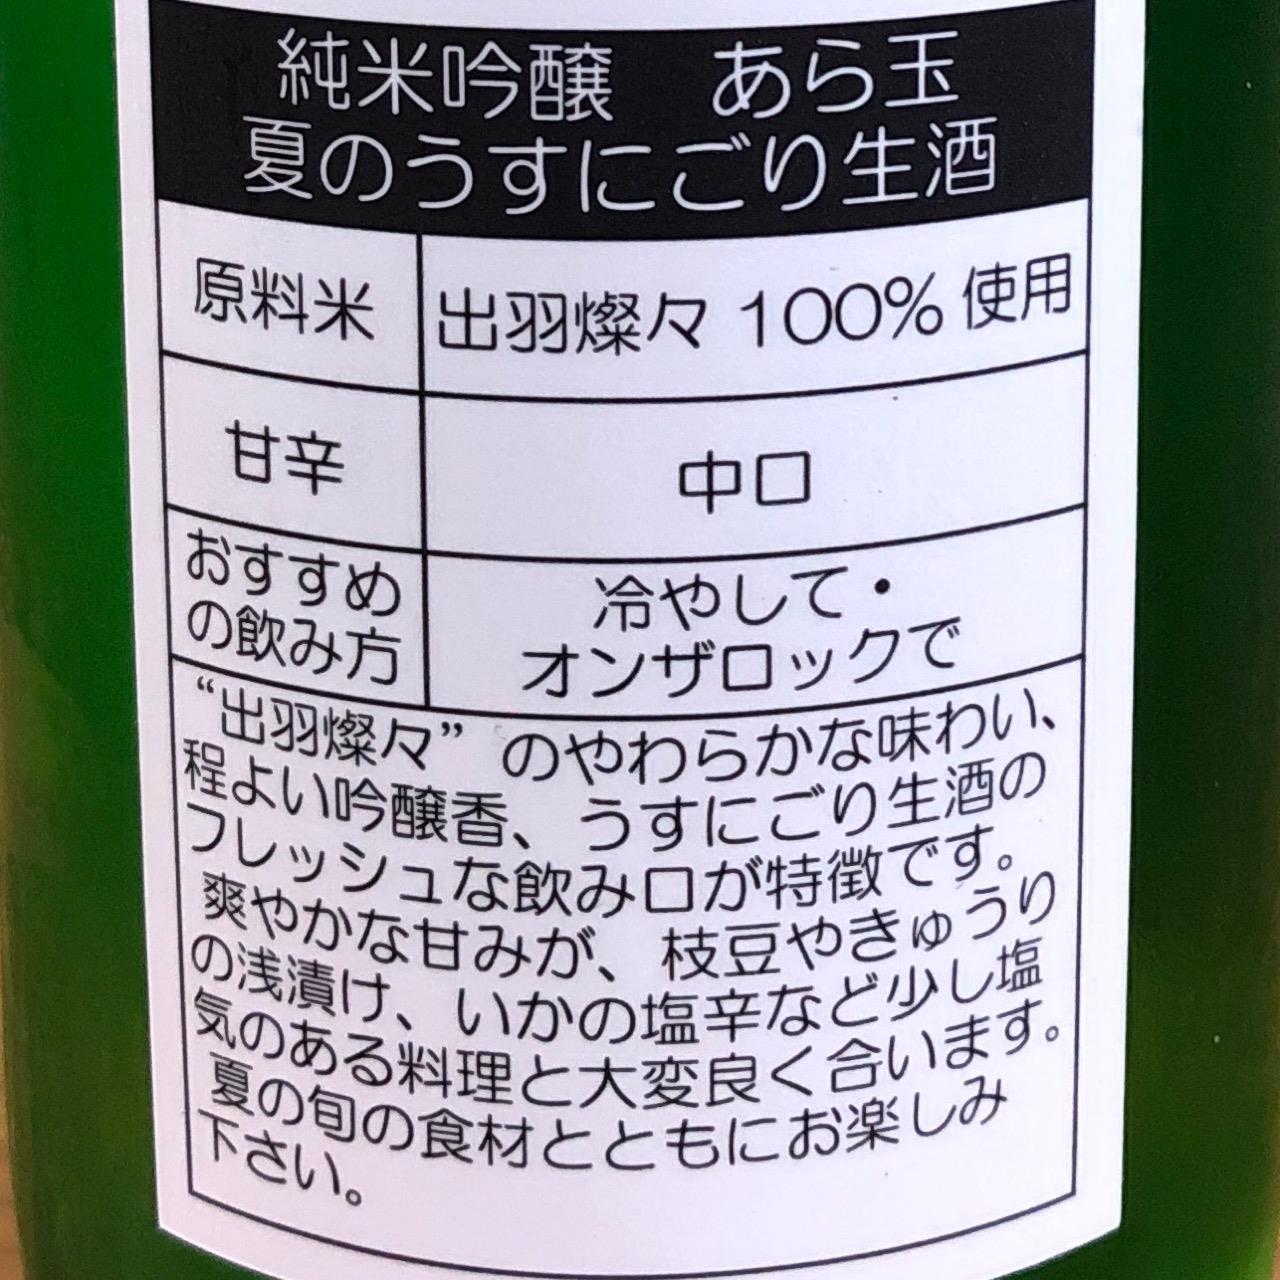 純米吟醸 あら玉
夏のうすにごり生酒
原料米 出羽燦々 100% 使用
甘辛 中口
おすすめ
の飲み方
冷やして・
オンザロックで
“出羽燦々” のやわらかな味わい、
程よい吟醸香、うすにごり生酒の
フレッシュな飲み口が特徴です。
爽やかな甘みが、枝豆やきゅうり
の浅漬け、いかの塩辛など少し塩
気のある料理と大変良く合います。
夏の旬の食材とともにお楽しみ
下さい。